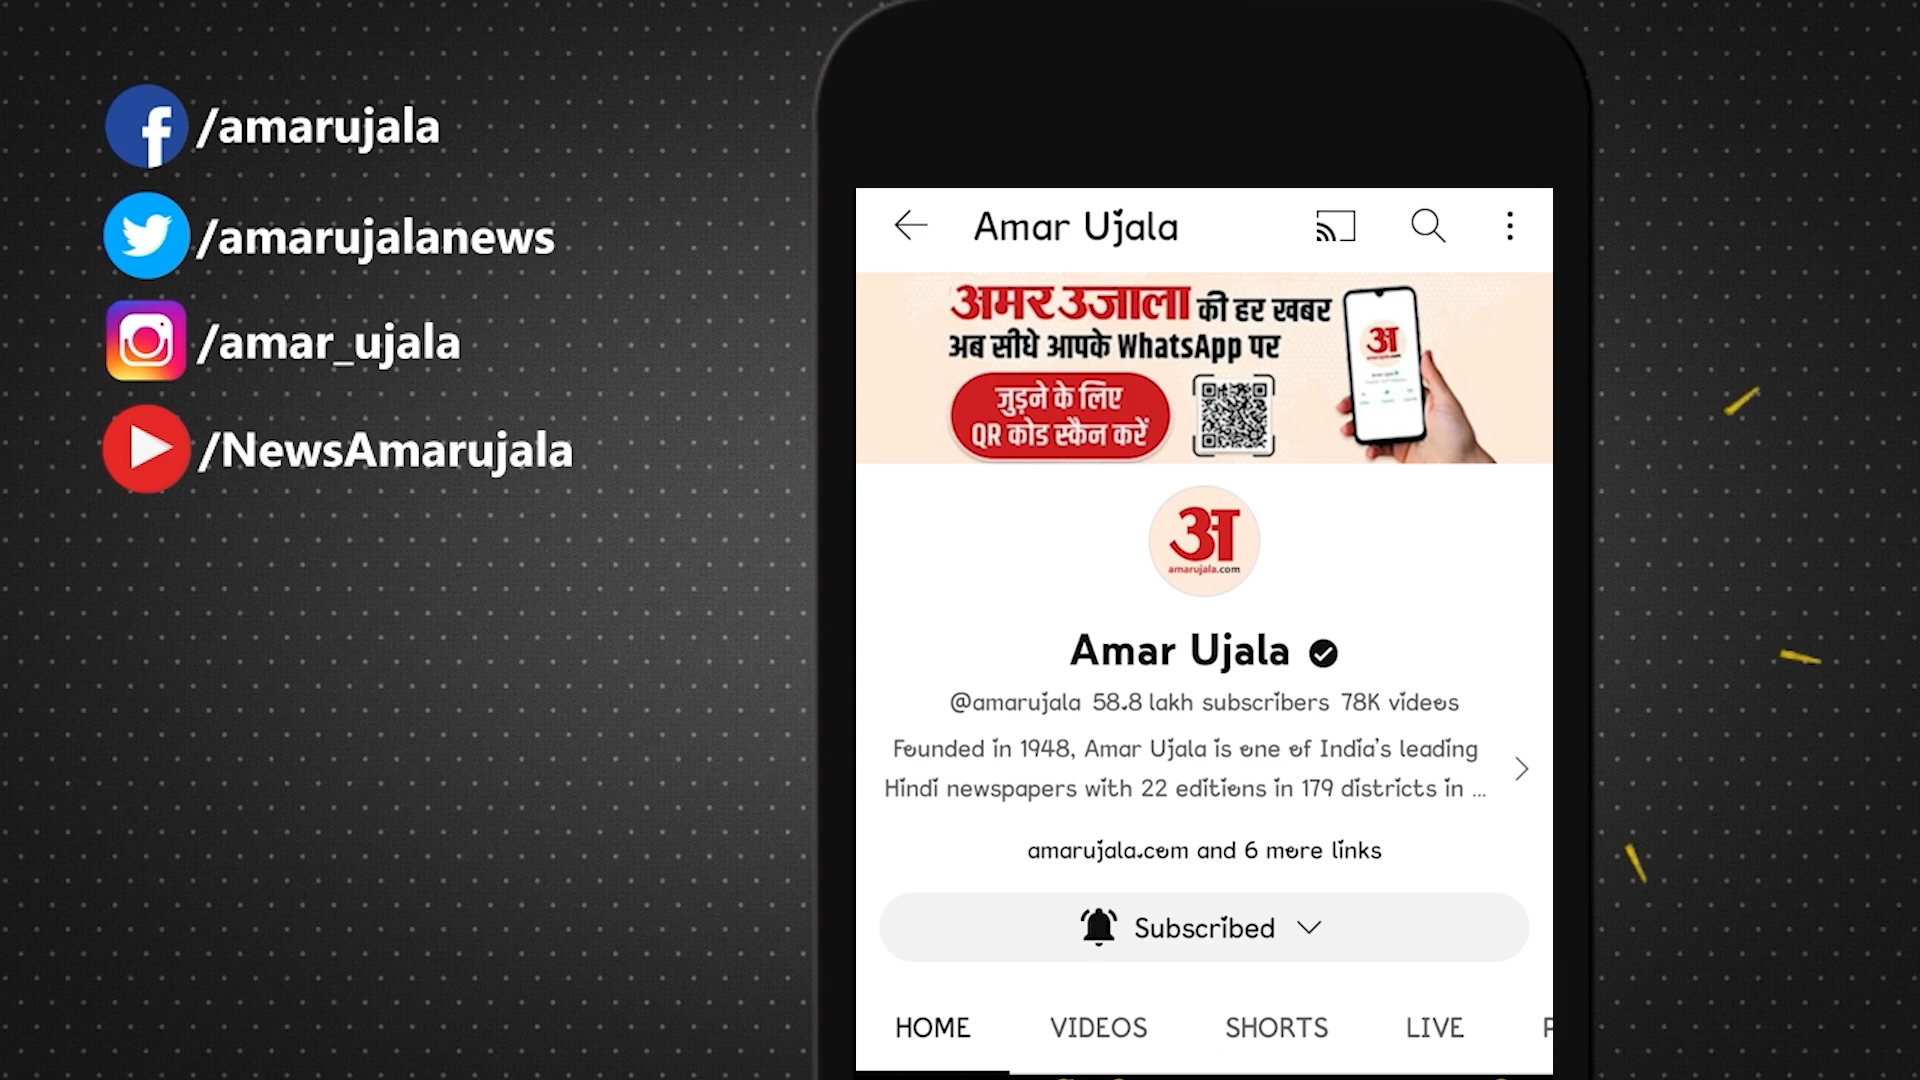 /amarujala
/amarujalanews
/amar_ujala
/NewsAmarujala
Amar Ujala
अमर उजाला की हर खबर
अब सीधे आपके WhatsApp पर
जुड़ने के लिए
QR कोड स्कैन करें
अ
अ
amarujala.com
Amar Ujala
@amarujala 58.8 lakh subscribers 78K videos
Founded in 1948, Amar Ujala is one of India's leading
Hindi newspapers with 22 editions in 179 districts in ...
amarujala.com and 6 more links
Subscribed
HOME VIDEOS SHORTS LIVE